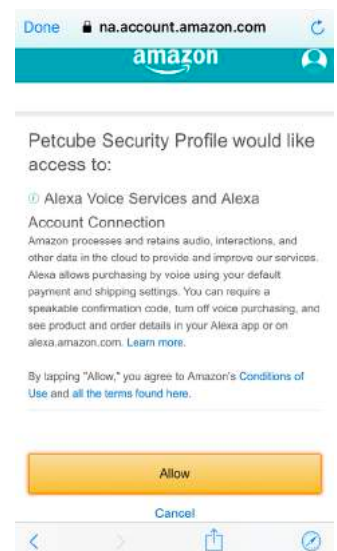 Done na.account.amazon.com
amazon
Petcube Security Profile would like
access to:
Alexa Voice Services and Alexa
Account Connection
Amazon processes and retains audio, interactions, and
other data in the cloud to provide and improve our services.
Alexa allows purchasing by voice using your default
payment and shipping settings. You can require a
speakable confirmation code, turn off voice purchasing, and
see product and order details in your Alexa app or on
alexa.amazon.com. Learn more.
By tapping "Allow," you agree to Amazon's Conditions of
Use and all the terms found here.
Allow
Cancel